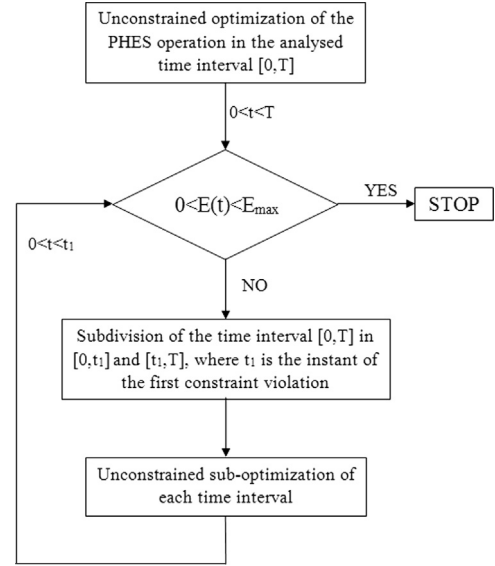 Unconstrained optimization of the
PHES operation in the analysed
time interval [0,T]
0<t<T
0<E(t)<Emax
YES
STOP
0<t<t1
NO
Subdivision of the time interval [0,T] in
[0,t1] and [t1,T], where t1 is the instant of
the first constraint violation
Unconstrained sub-optimization of
each time interval